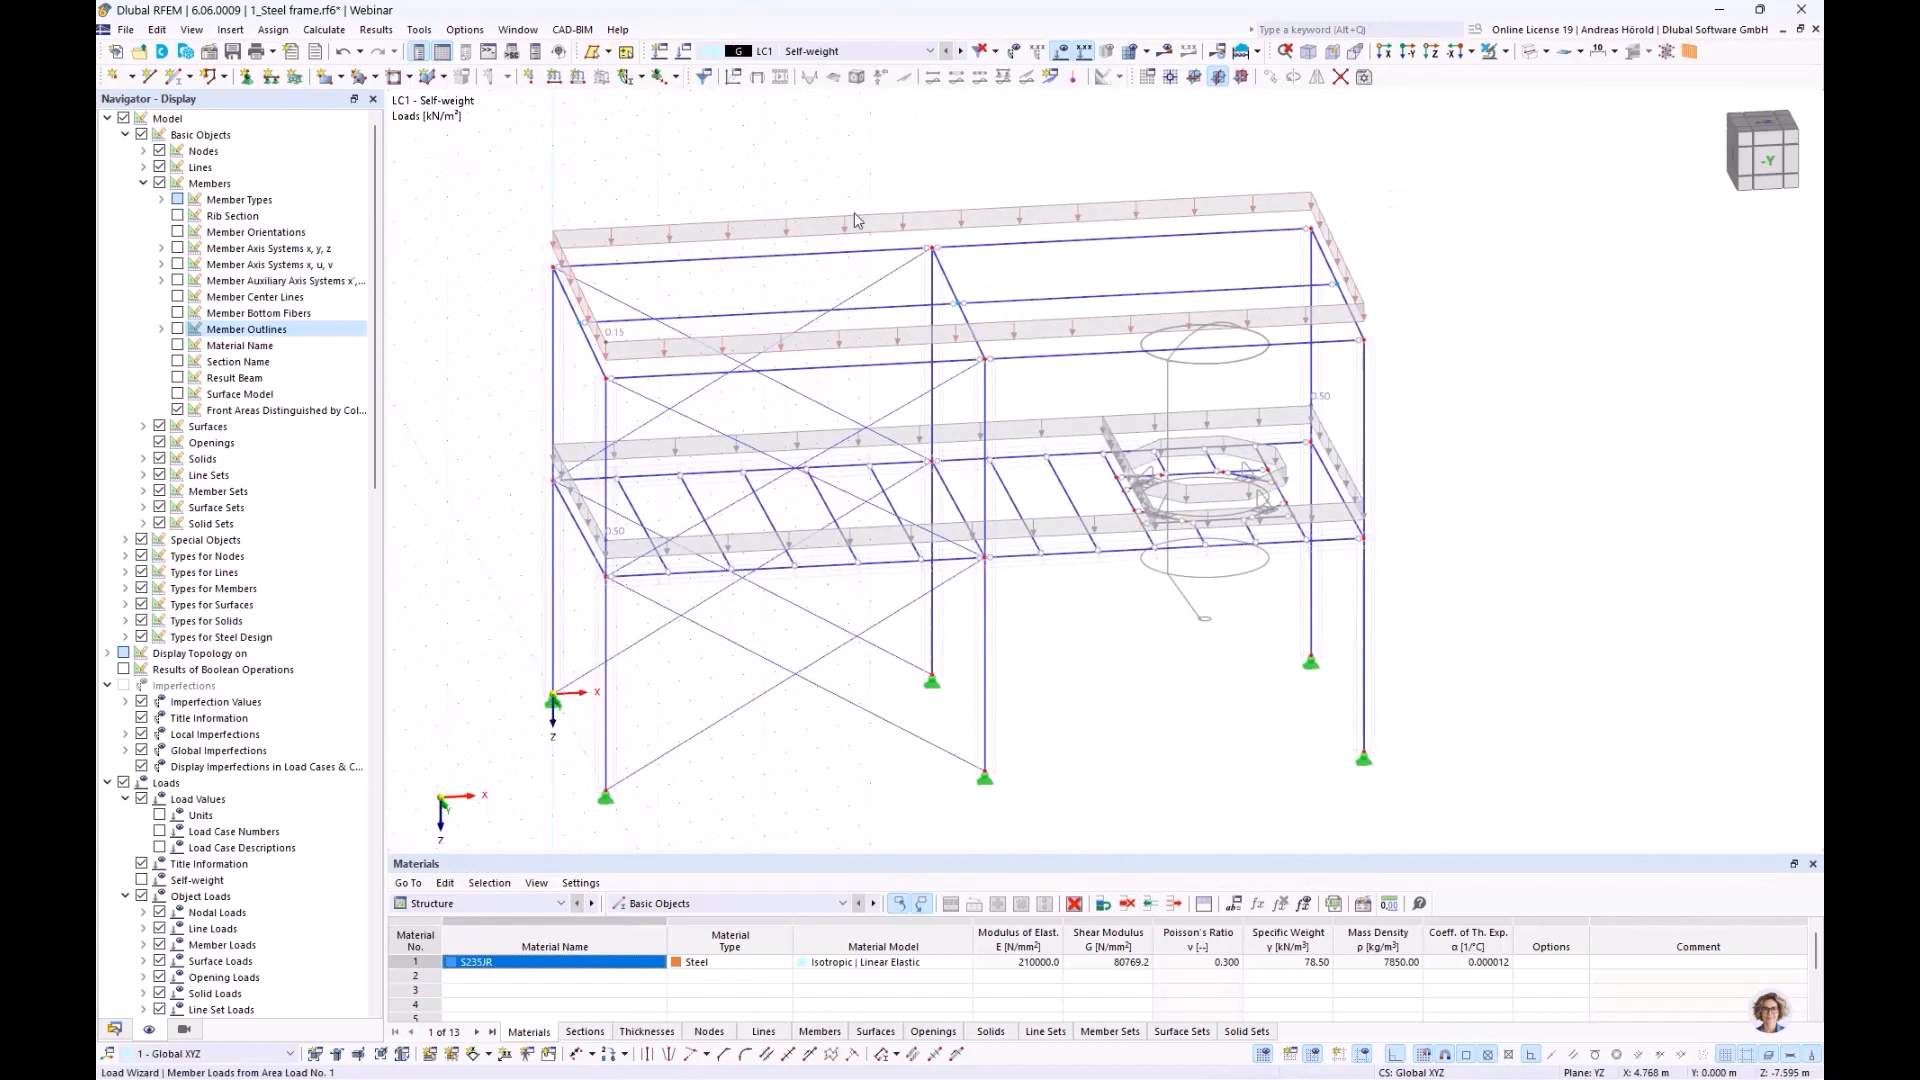 Dlubal RFEM | 6.06.0009 | 1_Steel frame.rf6* | Webinar
File Edit View Insert Assign Calculate Results Tools Options Window CAD-BIM Help
Type a keyword (Alt+Q)
Online License 19 | Andreas Hörold | Dlubal Software GmbH
G LC1 Self-weight
Navigator - Display
Model
Basic Objects
Nodes
Lines
Members
Member Types
Rib Section
Member Orientations
Member Axis Systems x, y, z
Member Axis Systems x, u, v
Member Auxiliary Axis Systems x',...
Member Center Lines
Member Bottom Fibers
Member Outlines
Material Name
Section Name
Result Beam
Surface Model
Front Areas Distinguished by Col...
Surfaces
Openings
Solids
Line Sets
Member Sets
Surface Sets
Solid Sets
Special Objects
Types for Nodes
Types for Lines
Types for Members
Types for Surfaces
Types for Solids
Types for Steel Design
Display Topology on
Results of Boolean Operations
Imperfections
Imperfection Values
Title Information
Local Imperfections
Global Imperfections
Display Imperfections in Load Cases & C...
Loads
Load Values
Units
Load Case Numbers
Load Case Descriptions
Title Information
Self-weight
Object Loads
Nodal Loads
Line Loads
Member Loads
Surface Loads
Opening Loads
Solid Loads
Line Set Loads
1 - Global XYZ
LC1 - Self-weight
Loads [kN/m²]
-Y
0.15
0.50
0.50
X
Z
X
Y
Z
Materials
Go To Edit Selection View Settings
Structure Basic Objects
Material No. Material Name Material Type Material Model Modulus of Elast. E [N/mm²] Shear Modulus G [N/mm²] Poisson's Ratio ν [--] Specific Weight γ [kN/m³] Mass Density ρ [kg/m³] Coeff. of Th. Exp. α [1/°C] Options Comment
1 S235JR Steel Isotropic | Linear Elastic 210000.0 80769.2 0.300 78.50 7850.00 0.000012
2
3
4
5
1 of 13 Materials Sections Thicknesses Nodes Lines Members Surfaces Openings Solids Line Sets Member Sets Surface Sets Solid Sets
Load Wizard | Member Loads from Area Load No. 1
CS: Global XYZ Plane: YZ X: 4.768 m Y: 0.000 m Z: -7.595 m